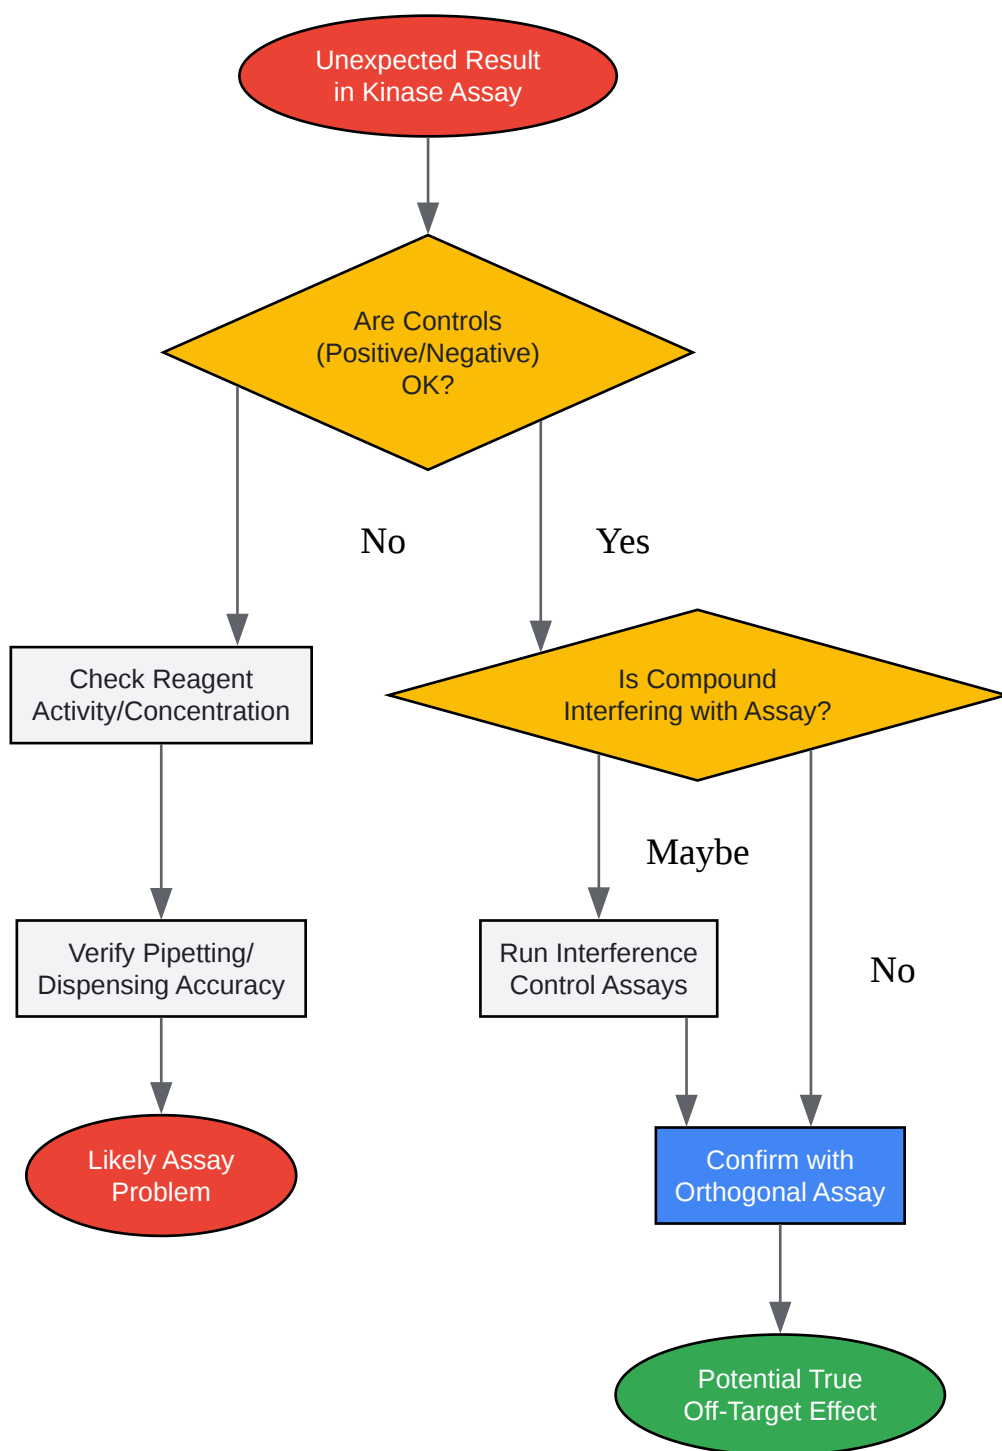 Unexpected Result
in Kinase Assay
Are Controls
(Positive/Negative)
OK?
No
Yes
Check Reagent
Activity/Concentration
Is Compound
Interfering with Assay?
Maybe
Verify Pipetting/
Dispensing Accuracy
Run Interference
Control Assays
No
Likely Assay
Problem
Confirm with
Orthogonal Assay
Potential True
Off-Target Effect